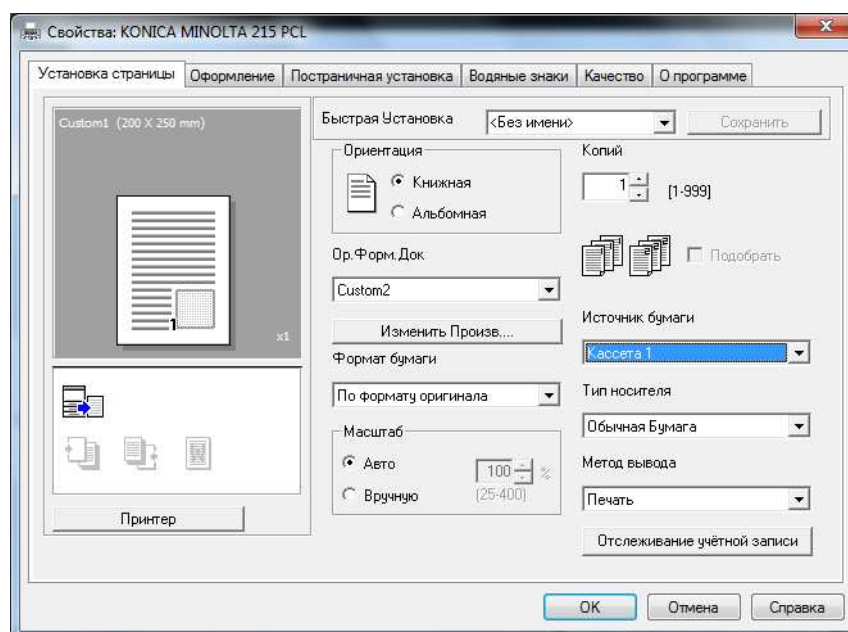 Свойства: KONICA MINOLTA 215 PCL
Установка страницы Оформление Постраничная установка Водяные знаки Качество О программе
Custom1 (200 X 250 mm)
1
x1
Принтер
Быстрая Установка <Без имени> Сохранить
Ориентация
Книжная
Альбомная
Ор.Форм.Док
Custom2
Изменить Произв....
Формат бумаги
По формату оригинала
Масштаб
Авто
Вручную
100 %
(25-400)
Копий
1 [1-999]
Подобрать
Источник бумаги
Кассета 1
Тип носителя
Обычная Бумага
Метод вывода
Печать
Отслеживание учётной записи
OK Отмена Справка